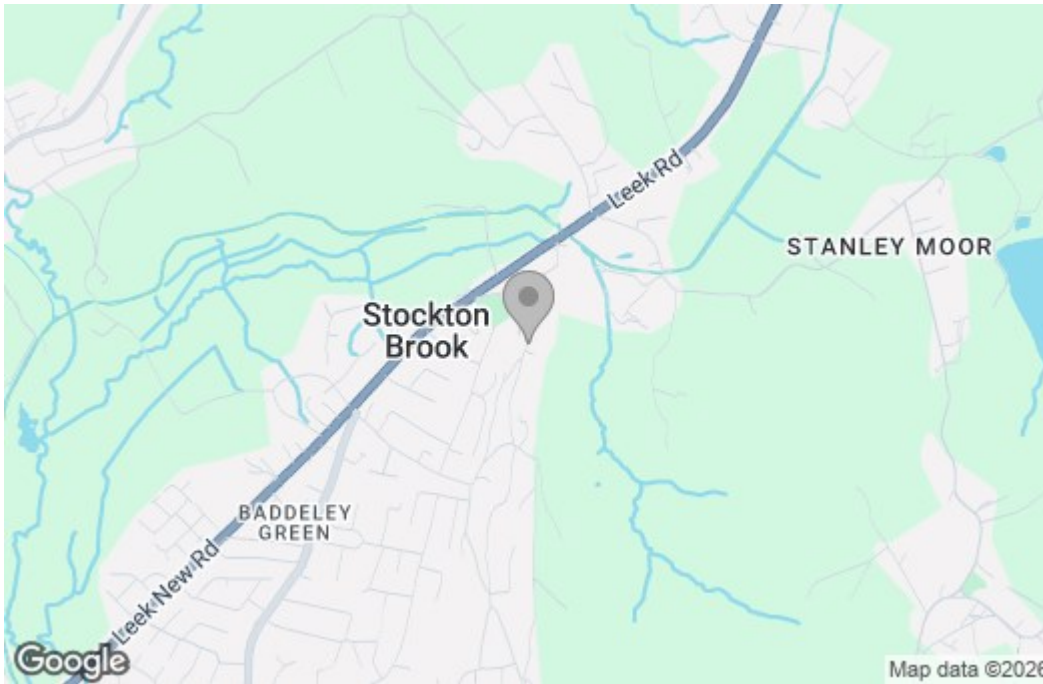 Leek Rd
STANLEY MOOR
Stockton
Brook
BADDELEY
GREEN
Leek New Rd
Google
Map data ©2026